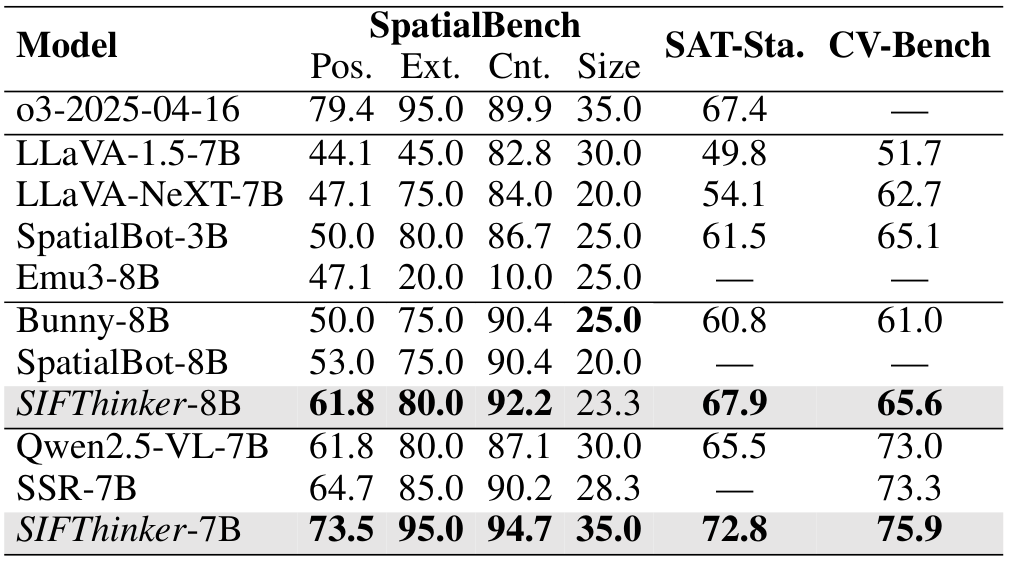 Model SpatialBench SAT-Sta. CV-Bench
Pos. Ext. Cnt. Size
o3-2025-04-16 79.4 95.0 89.9 35.0 67.4 —
LLaVA-1.5-7B 44.1 45.0 82.8 30.0 49.8 51.7
LLaVA-NeXT-7B 47.1 75.0 84.0 20.0 54.1 62.7
SpatialBot-3B 50.0 80.0 86.7 25.0 61.5 65.1
Emu3-8B 47.1 20.0 10.0 25.0 — —
Bunny-8B 50.0 75.0 90.4 25.0 60.8 61.0
SpatialBot-8B 53.0 75.0 90.4 20.0 — —
SIFThinker-8B 61.8 80.0 92.2 23.3 67.9 65.6
Qwen2.5-VL-7B 61.8 80.0 87.1 30.0 65.5 73.0
SSR-7B 64.7 85.0 90.2 28.3 — 73.3
SIFThinker-7B 73.5 95.0 94.7 35.0 72.8 75.9